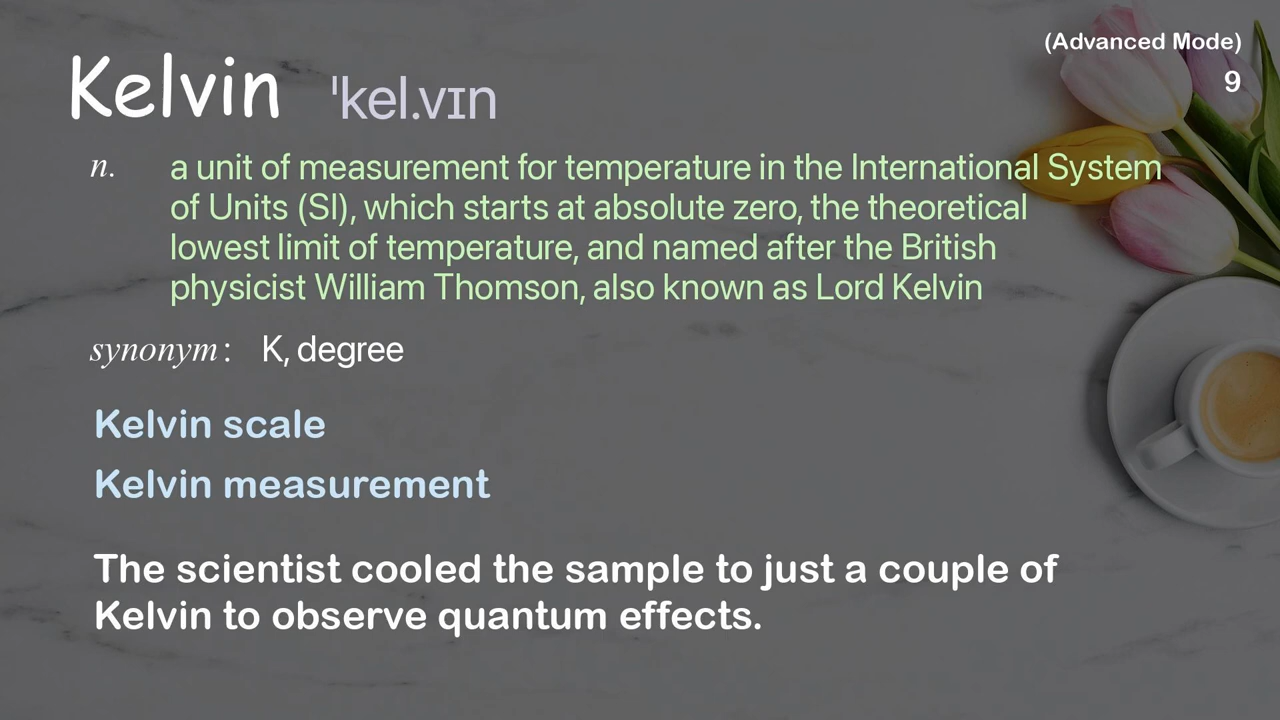 (Advanced Mode)
9
Kelvin ˈkel.vɪn
n. a unit of measurement for temperature in the International System
of Units (SI), which starts at absolute zero, the theoretical
lowest limit of temperature, and named after the British
physicist William Thomson, also known as Lord Kelvin
synonym: K, degree
Kelvin scale
Kelvin measurement
The scientist cooled the sample to just a couple of
Kelvin to observe quantum effects.